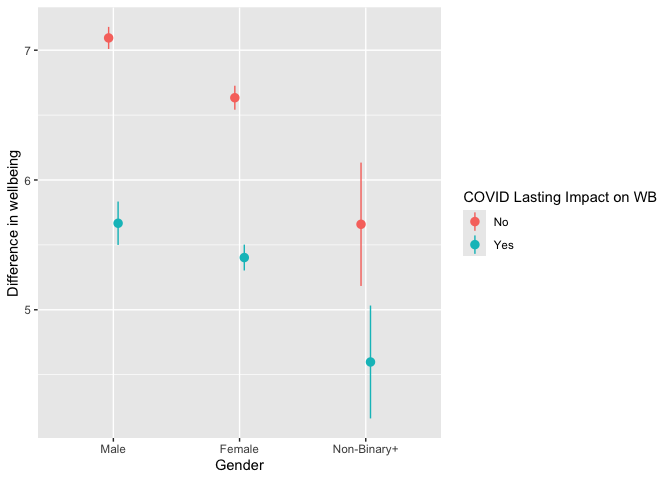 7
6
5
Difference in wellbeing
Male Female Non-Binary+
Gender
COVID Lasting Impact on WB
No
Yes